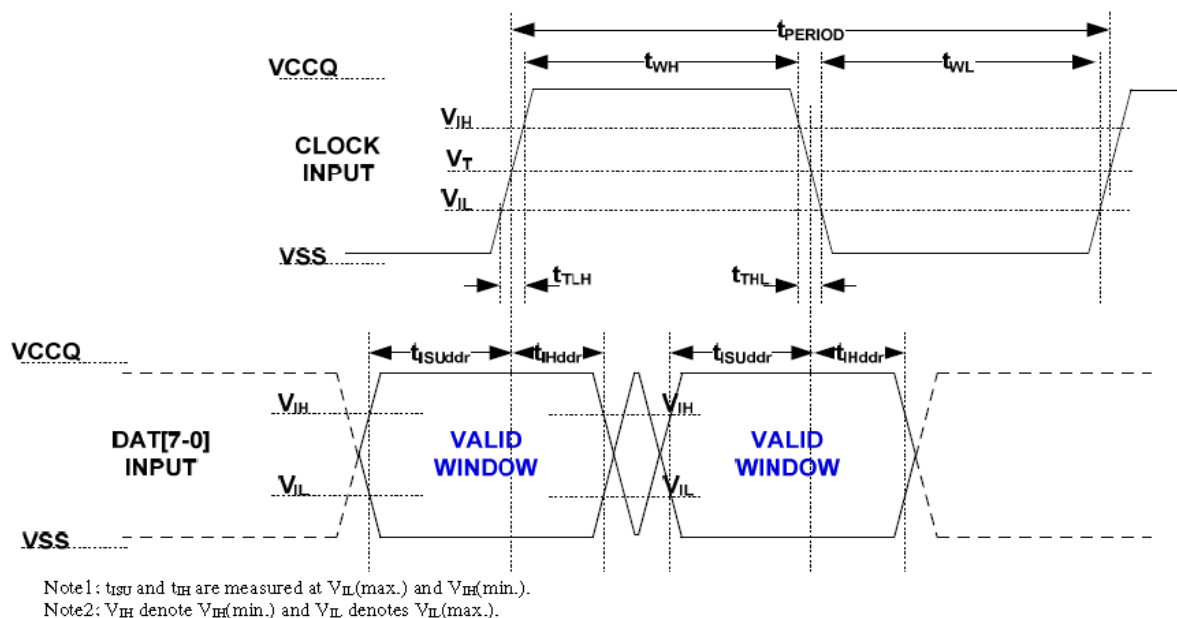 tPERIOD
VCCQ
tWH
tWL
VIH
CLOCK
INPUT
VT
VIL
VSS
tTLH
tTHL
VCCQ
tISUddr
tIHddr
tISUddr
tIHddr
VIH
VIH
DAT[7-0]
INPUT
VALID
WINDOW
VALID
WINDOW
VIL
VIL
VSS
Note1: tISU and tIH are measured at VIL(max.) and VIH(min.).
Note2: VIH denote VIH(min.) and VIL denotes VIL(max.).